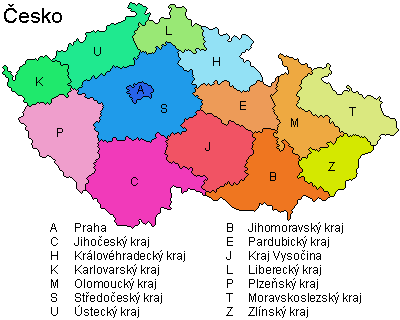 Česko
L
U
H
K
A
S
E
T
M
P
J
Z
C
B
A Praha
C Jihočeský kraj
H Královéhradecký kraj
K Karlovarský kraj
M Olomoucký kraj
S Středočeský kraj
U Ústecký kraj
B Jihomoravský kraj
E Pardubický kraj
J Kraj Vysočina
L Liberecký kraj
P Plzeňský kraj
T Moravskoslezský kraj
Z Zlínský kraj